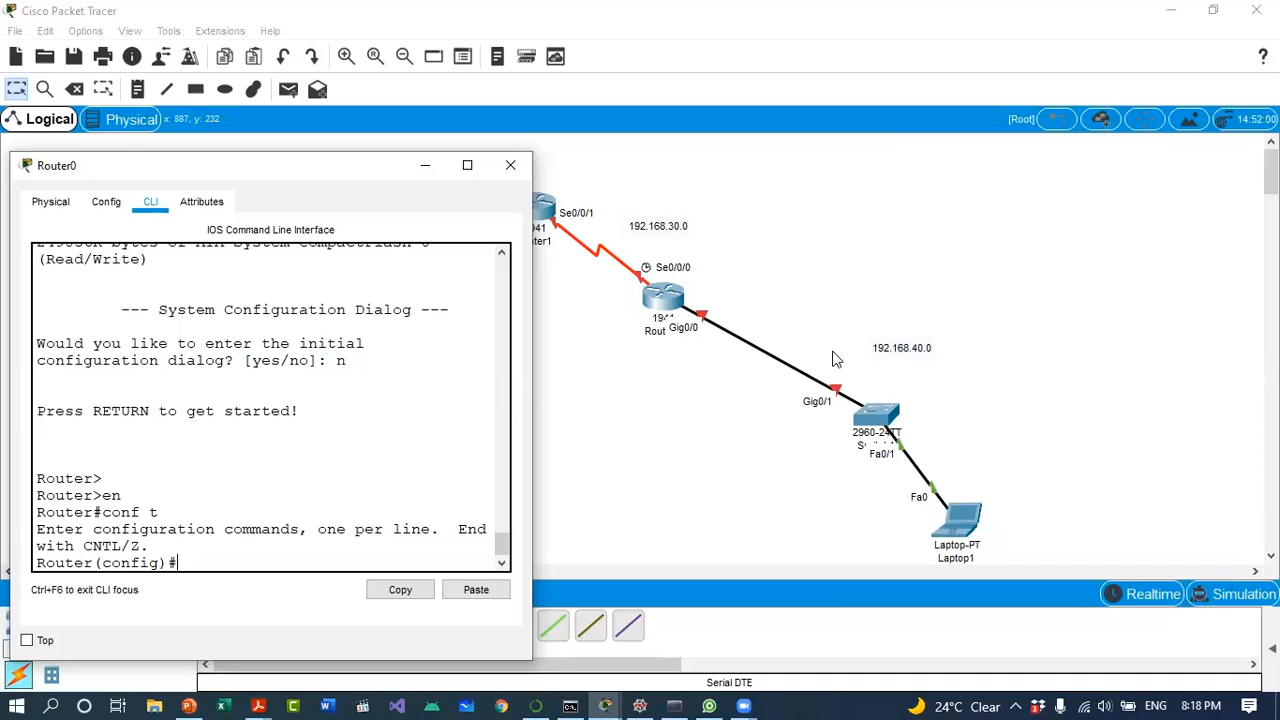 Cisco Packet Tracer
File Edit Options View Tools Extensions Help
Logical Physical x: 887, y: 232 [Root] 14:52:00
Router0
Physical Config CLI Attributes
IOS Command Line Interface
(Read/Write)
--- System Configuration Dialog ---
Would you like to enter the initial
configuration dialog? [yes/no]: n
Press RETURN to get started!
Router>
Router>en
Router#conf t
Enter configuration commands, one per line. End
with CNTL/Z.
Router(config)#
Ctrl+F6 to exit CLI focus
Copy
Paste
Top
Se0/0/1
192.168.30.0
Se0/0/0
Gig0/0
192.168.40.0
Gig0/1
2960-24TT
Fa0/1
Fa0
Laptop-PT
Laptop1
Realtime Simulation
Serial DTE
24°C Clear ENG 8:18 PM